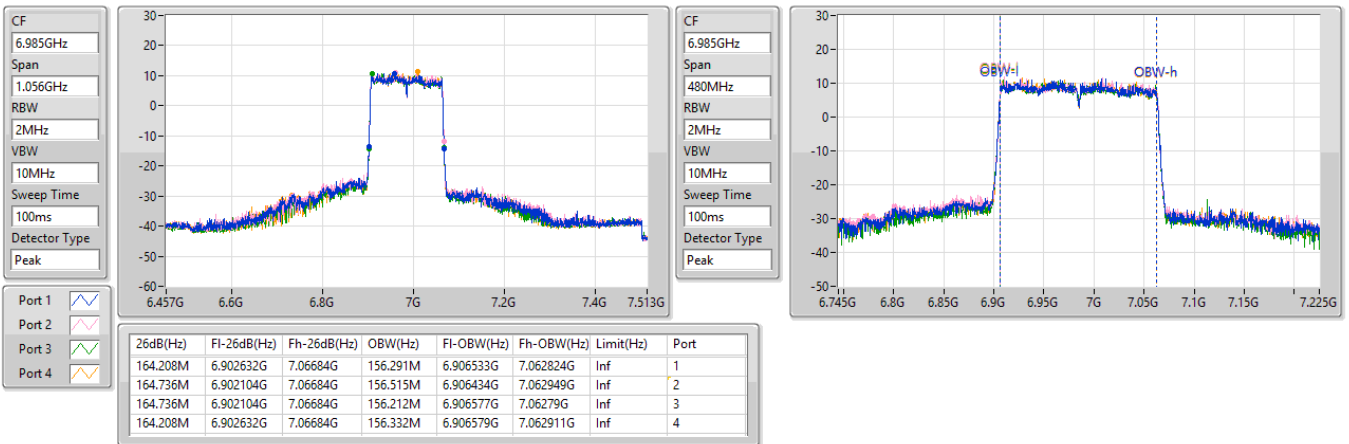 CF
6.985GHz
Span
1.056GHz
RBW
2MHz
VBW
10MHz
Sweep Time
100ms
Detector Type
Peak
30
20
10
0
-10
-20
-30
-40
-50
-60
6.457G 6.6G 6.8G 7G 7.2G 7.4G 7.513G
CF
6.985GHz
Span
480MHz
RBW
2MHz
VBW
10MHz
Sweep Time
100ms
Detector Type
Peak
30
20
10
0
-10
-20
-30
-40
-50
OBW-l OBW-h
6.745G 6.8G 6.85G 6.9G 6.95G 7G 7.05G 7.1G 7.15G 7.225G
Port 1
Port 2
Port 3
Port 4
26dB(Hz) Fl-26dB(Hz) Fh-26dB(Hz) OBW(Hz) Fl-OBW(Hz) Fh-OBW(Hz) Limit(Hz) Port
164.208M 6.902632G 7.06684G 156.291M 6.906533G 7.062824G Inf 1
164.736M 6.902104G 7.06684G 156.515M 6.906434G 7.062949G Inf 2
164.736M 6.902104G 7.06684G 156.212M 6.906577G 7.06279G Inf 3
164.208M 6.902632G 7.06684G 156.332M 6.906579G 7.062911G Inf 4